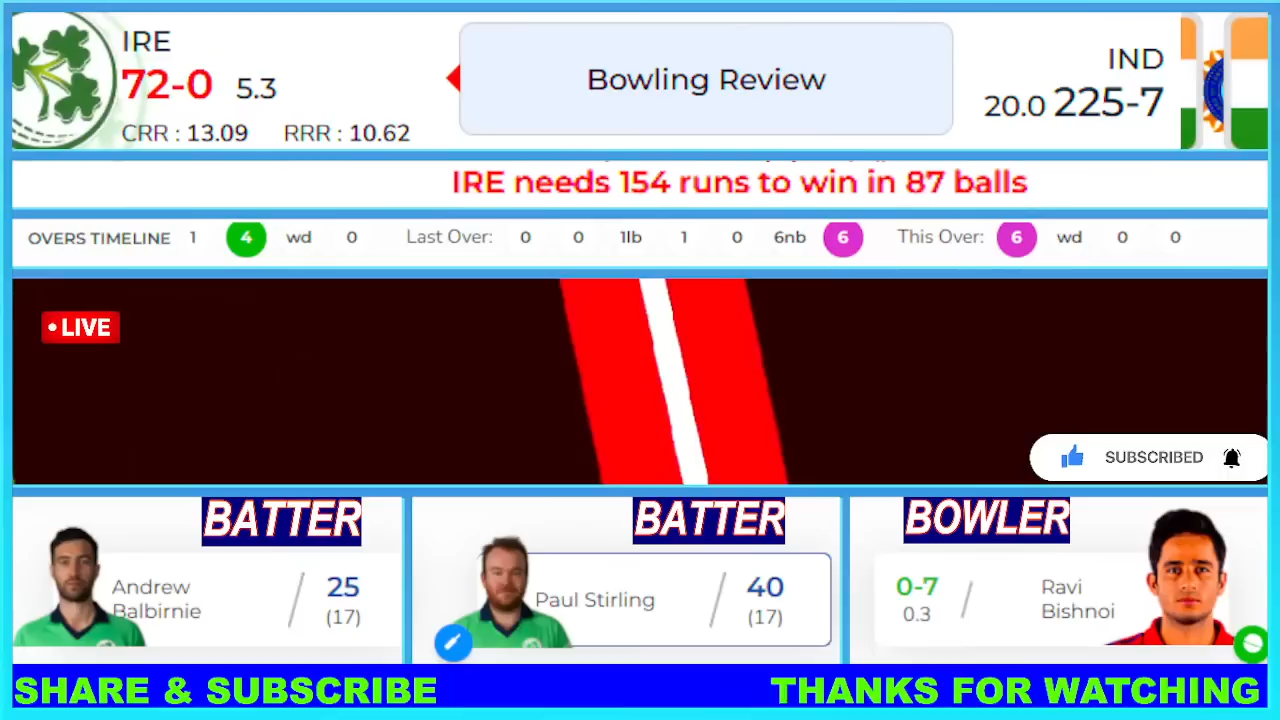 IRE
72-0 5.3
CRR : 13.09 RRR : 10.62
Bowling Review
IND
20.0 225-7
IRE needs 154 runs to win in 87 balls
OVERS TIMELINE 1 4 wd 0 Last Over: 0 0 1lb 1 0 6nb 6 This Over: 6 wd 0 0
• LIVE
SUBSCRIBED
BATTER
Andrew Balbirnie
25
(17)
BATTER
Paul Stirling
40
(17)
BOWLER
0-7
0.3
Ravi
Bishnoi
SHARE & SUBSCRIBE
THANKS FOR WATCHING